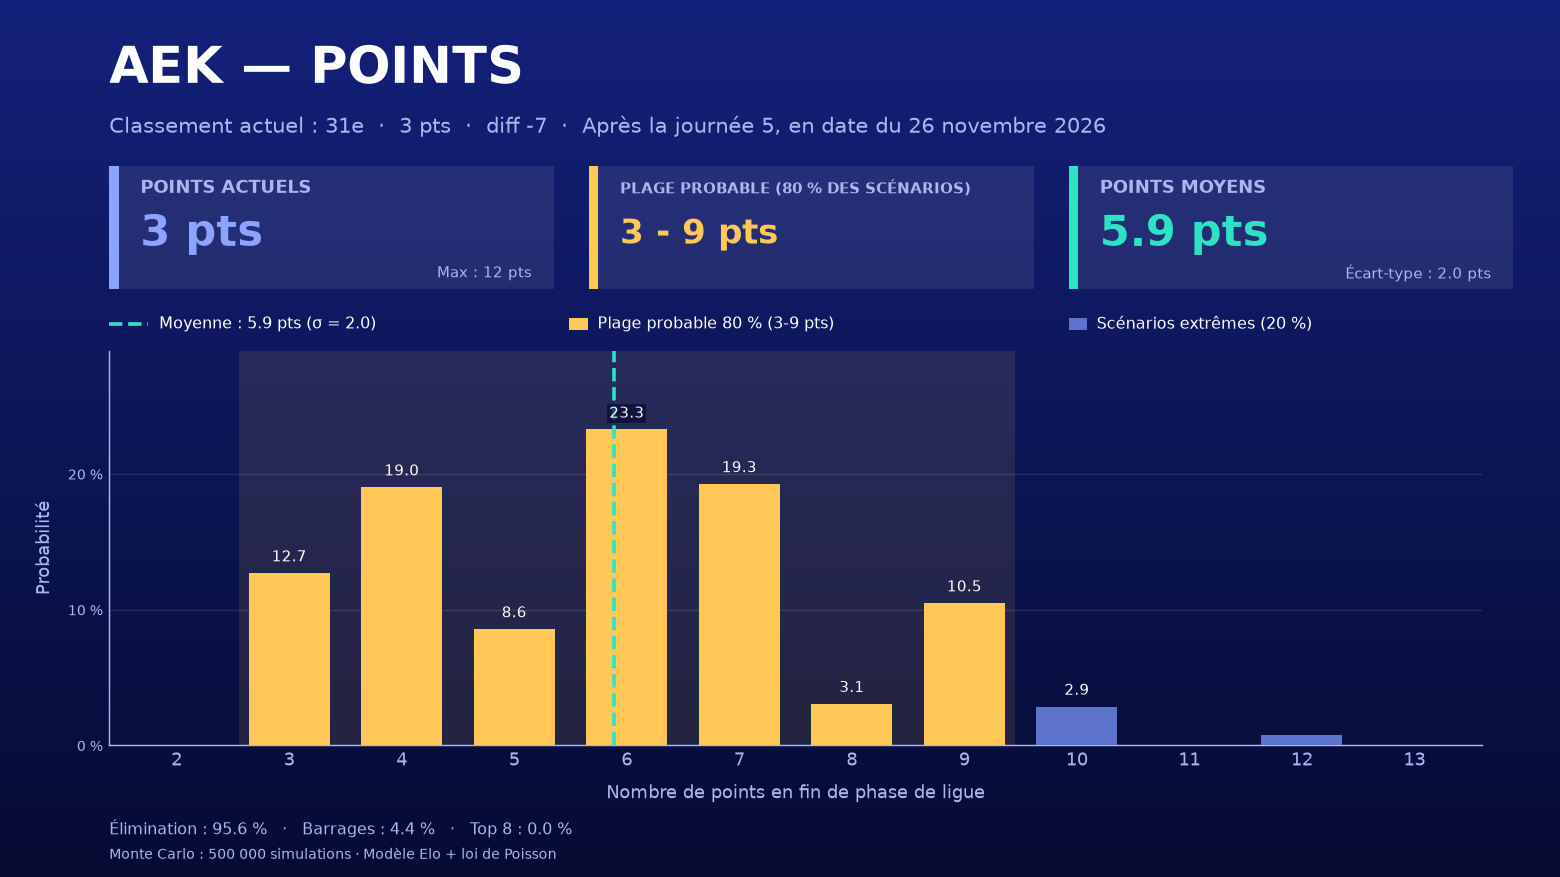 AEK — POINTS
Classement actuel : 31e · 3 pts · diff -7 · Après la journée 5, en date du 26 novembre 2026
POINTS ACTUELS
3 pts
Max : 12 pts
PLAGE PROBABLE (80 % DES SCÉNARIOS)
3 - 9 pts
POINTS MOYENS
5.9 pts
Écart-type : 2.0 pts
Moyenne : 5.9 pts (σ = 2.0)
Plage probable 80 % (3-9 pts)
Scénarios extrêmes (20 %)
Probabilité
20 %
10 %
0 %
12.7
19.0
8.6
23.3
19.3
3.1
10.5
2.9
2 3 4 5 6 7 8 9 10 11 12 13
Nombre de points en fin de phase de ligue
Élimination : 95.6 % · Barrages : 4.4 % · Top 8 : 0.0 %
Monte Carlo : 500 000 simulations · Modèle Elo + loi de Poisson